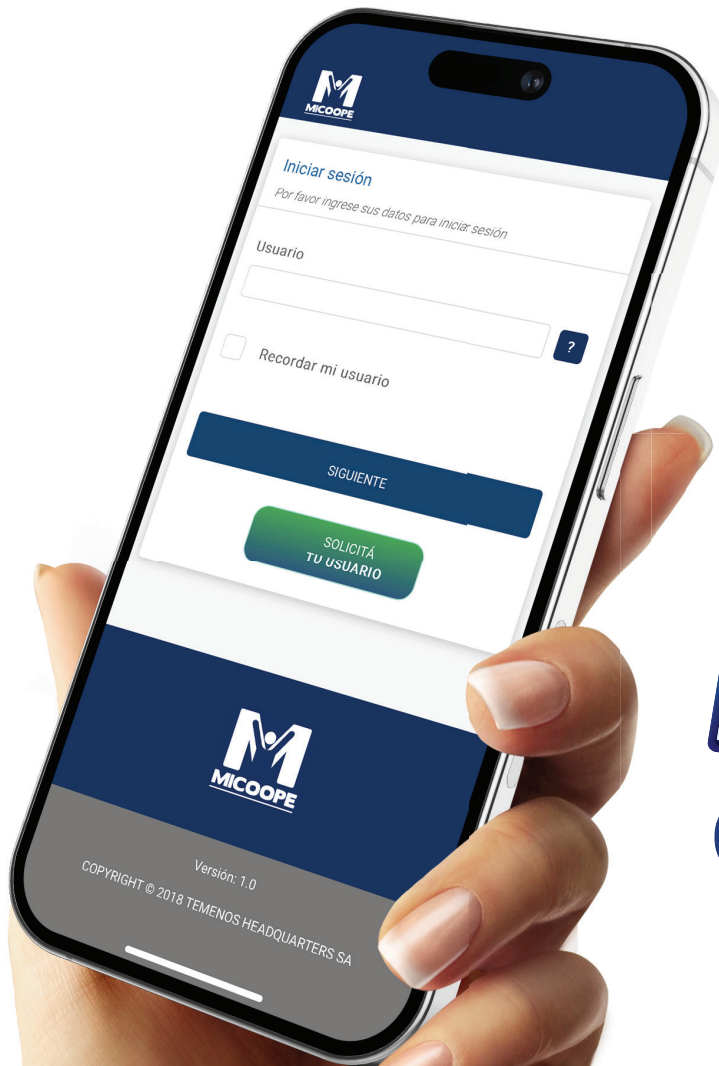 MICOOPE
Iniciar sesión
Por favor ingrese sus datos para iniciar sesión
Usuario
?
Recordar mi usuario
SIGUIENTE
SOLICITÁ
TU USUARIO
MICOOPE
Versión: 1.0
COPYRIGHT © 2018 TEMENOS HEADQUARTERS SA